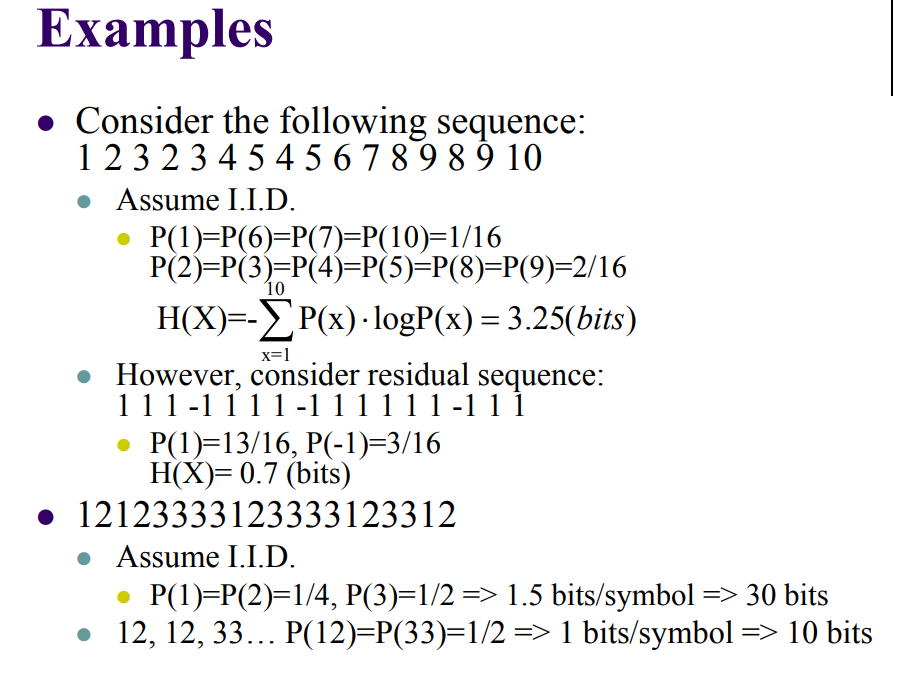 Examples
Consider the following sequence:
1 2 3 2 3 4 5 4 5 6 7 8 9 8 9 10
Assume I.I.D.
P(1)=P(6)=P(7)=P(10)=1/16
P(2)=P(3)=P(4)=P(5)=P(8)=P(9)=2/16
H(X)=-∑_{x=1}^{10} P(x)·logP(x) = 3.25(bits)
However, consider residual sequence:
1 1 1 -1 1 1 1 -1 1 1 1 1 1 -1 1 1
P(1)=13/16, P(-1)=3/16
H(X)= 0.7 (bits)
12123333123333123312
Assume I.I.D.
P(1)=P(2)=1/4, P(3)=1/2 => 1.5 bits/symbol => 30 bits
12, 12, 33… P(12)=P(33)=1/2 => 1 bits/symbol => 10 bits